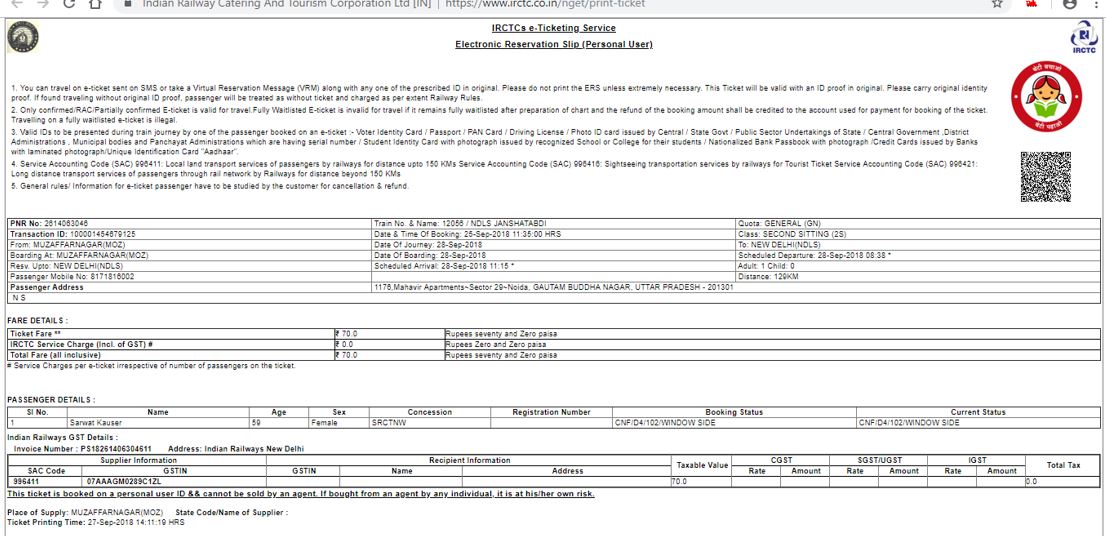 Indian Railway Catering And Tourism Corporation Ltd [IN] | https://www.irctc.co.in/nget/print-ticket
IRCTCs e-Ticketing Service
Electronic Reservation Slip (Personal User)
IRCTC
बेटी बचाओ
बेटी पढ़ाओ
1. You can travel on e-ticket sent on SMS or take a Virtual Reservation Message (VRM) along with any one of the prescribed ID in original. Please do not print the ERS unless extremely necessary. This Ticket will be valid with an ID proof in original. Please carry original identity
proof. If found traveling without original ID proof, passenger will be treated as without ticket and charged as per extent Railway Rules.
2. Only confirmed/RAC/Partially confirmed E-ticket is valid for travel.Fully Waitlisted E-ticket is invalid for travel if it remains fully waitlisted after preparation of chart and the refund of the booking amount shall be credited to the account used for payment for booking of the ticket.
Travelling on a fully waitlisted e-ticket is illegal.
3. Valid IDs to be presented during train journey by one of the passenger booked on an e-ticket :- Voter Identity Card / Passport / PAN Card / Driving License / Photo ID card issued by Central / State Govt / Public Sector Undertakings of State / Central Government ,District
Administrations , Municipal bodies and Panchayat Administrations which are having serial number / Student Identity Card with photograph issued by recognized School or College for their students / Nationalized Bank Passbook with photograph /Credit Cards issued by Banks
with laminated photograph/Unique Identification Card "Aadhaar".
4. Service Accounting Code (SAC) 996411: Local land transport services of passengers by railways for distance upto 150 KMs Service Accounting Code (SAC) 996416: Sightseeing transportation services by railways for Tourist Ticket Service Accounting Code (SAC) 996421:
Long distance transport services of passengers through rail network by Railways for distance beyond 150 KMs
5. General rules/ Information for e-ticket passenger have to be studied by the customer for cancellation & refund.
PNR No: 2614063046 Train No. & Name: 12056 / NDLS JANSHATABDI Quota: GENERAL (GN)
Transaction ID: 100001454679125 Date & Time Of Booking: 25-Sep-2018 11:35:00 HRS Class: SECOND SITTING (2S)
From: MUZAFFARNAGAR(MOZ) Date Of Journey: 28-Sep-2018 To: NEW DELHI(NDLS)
Boarding At: MUZAFFARNAGAR(MOZ) Date Of Boarding: 28-Sep-2018 Scheduled Departure: 28-Sep-2018 08:38 *
Resv. Upto: NEW DELHI(NDLS) Scheduled Arrival: 28-Sep-2018 11:15 * Adult: 1 Child: 0
Passenger Mobile No: 8171816002 Distance: 129KM
Passenger Address 1176,Mahavir Apartments~Sector 29~Noida, GAUTAM BUDDHA NAGAR, UTTAR PRADESH - 201301
N S
FARE DETAILS :
Ticket Fare ** ₹ 70.0 Rupees seventy and Zero paisa
IRCTC Service Charge (Incl. of GST) # ₹ 0.0 Rupees Zero and Zero paisa
Total Fare (all inclusive) ₹ 70.0 Rupees seventy and Zero paisa
# Service Charges per e-ticket irrespective of number of passengers on the ticket.
PASSENGER DETAILS :
Sl No. Name Age Sex Concession Registration Number Booking Status Current Status
1 Sarwat Kauser 59 Female SRCTNW CNF/D4/102/WINDOW SIDE CNF/D4/102/WINDOW SIDE
Indian Railways GST Details :
Invoice Number : PS18261406304611 Address: Indian Railways New Delhi
Supplier Information Recipient Information Taxable Value CGST SGST/UGST IGST Total Tax
SAC Code GSTIN GSTIN Name Address Rate Amount Rate Amount Rate Amount
996411 07AAAGM0289C1ZL 70.0 0.0
This ticket is booked on a personal user ID && cannot be sold by an agent. If bought from an agent by any individual, it is at his/her own risk.
Place of Supply: MUZAFFARNAGAR(MOZ) State Code/Name of Supplier :
Ticket Printing Time: 27-Sep-2018 14:11:19 HRS